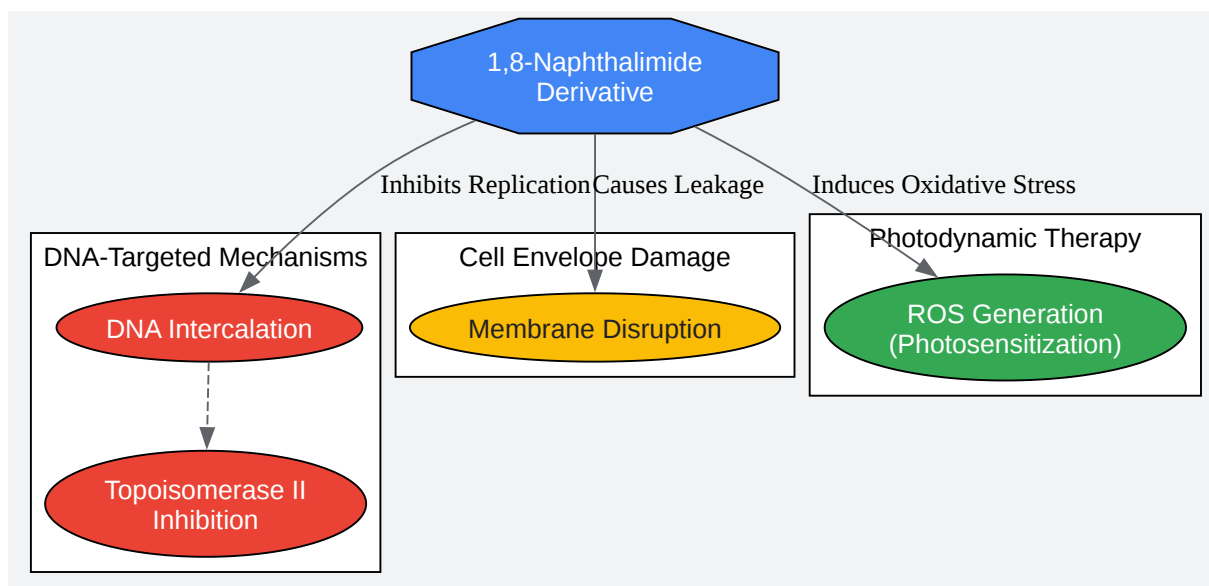 1,8-Naphthalimide
Derivative
Inhibits Replication
Causes Leakage
Induces Oxidative Stress
DNA-Targeted Mechanisms
DNA Intercalation
Topoisomerase II
Inhibition
Cell Envelope Damage
Membrane Disruption
Photodynamic Therapy
ROS Generation
(Photosensitization)